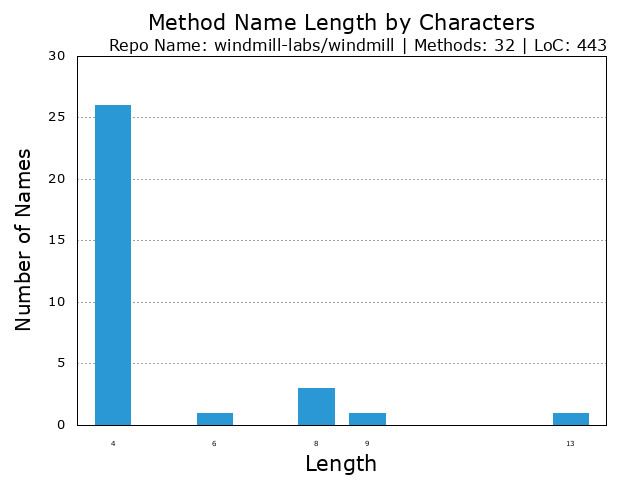 Method Name Length by Characters
Repo Name: windmill-labs/windmill | Methods: 32 | LoC: 443
30
25
20
15
10
5
0
Number of Names
4 6 8 9 13
Length